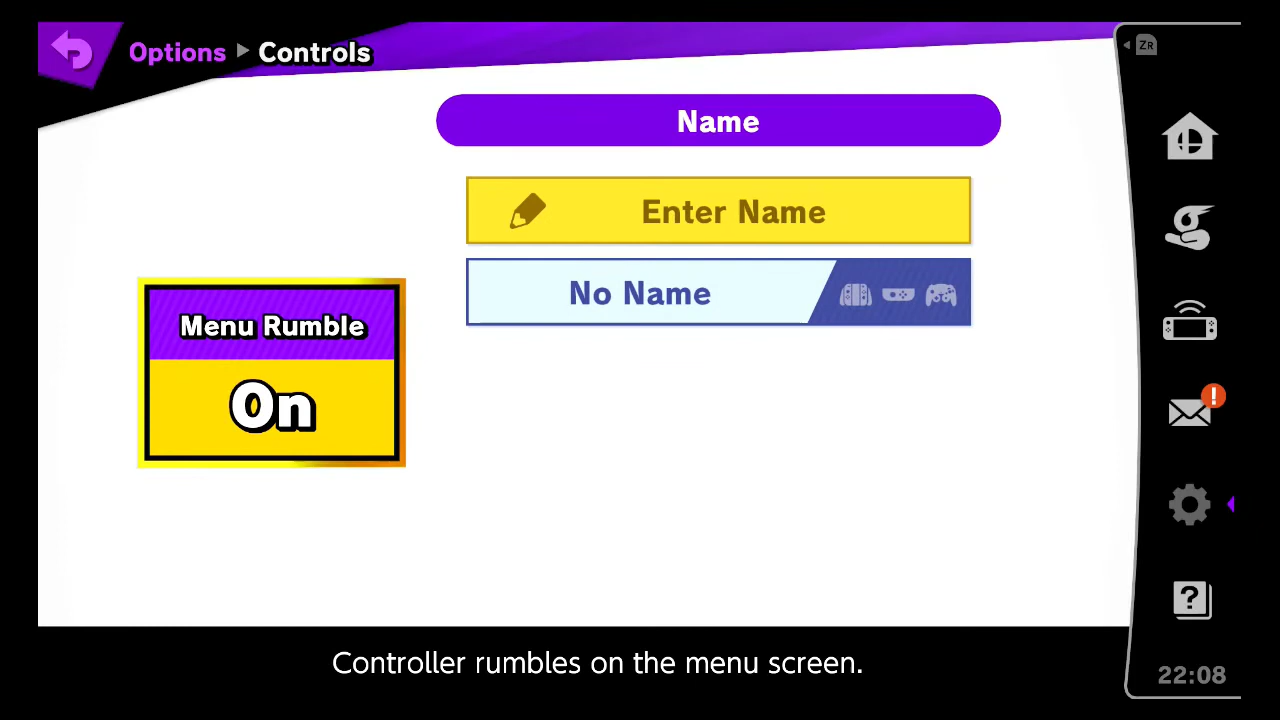 Options ▶ Controls
ZR
Name
Enter Name
No Name
Menu Rumble
On
!
?
Controller rumbles on the menu screen.
22:08